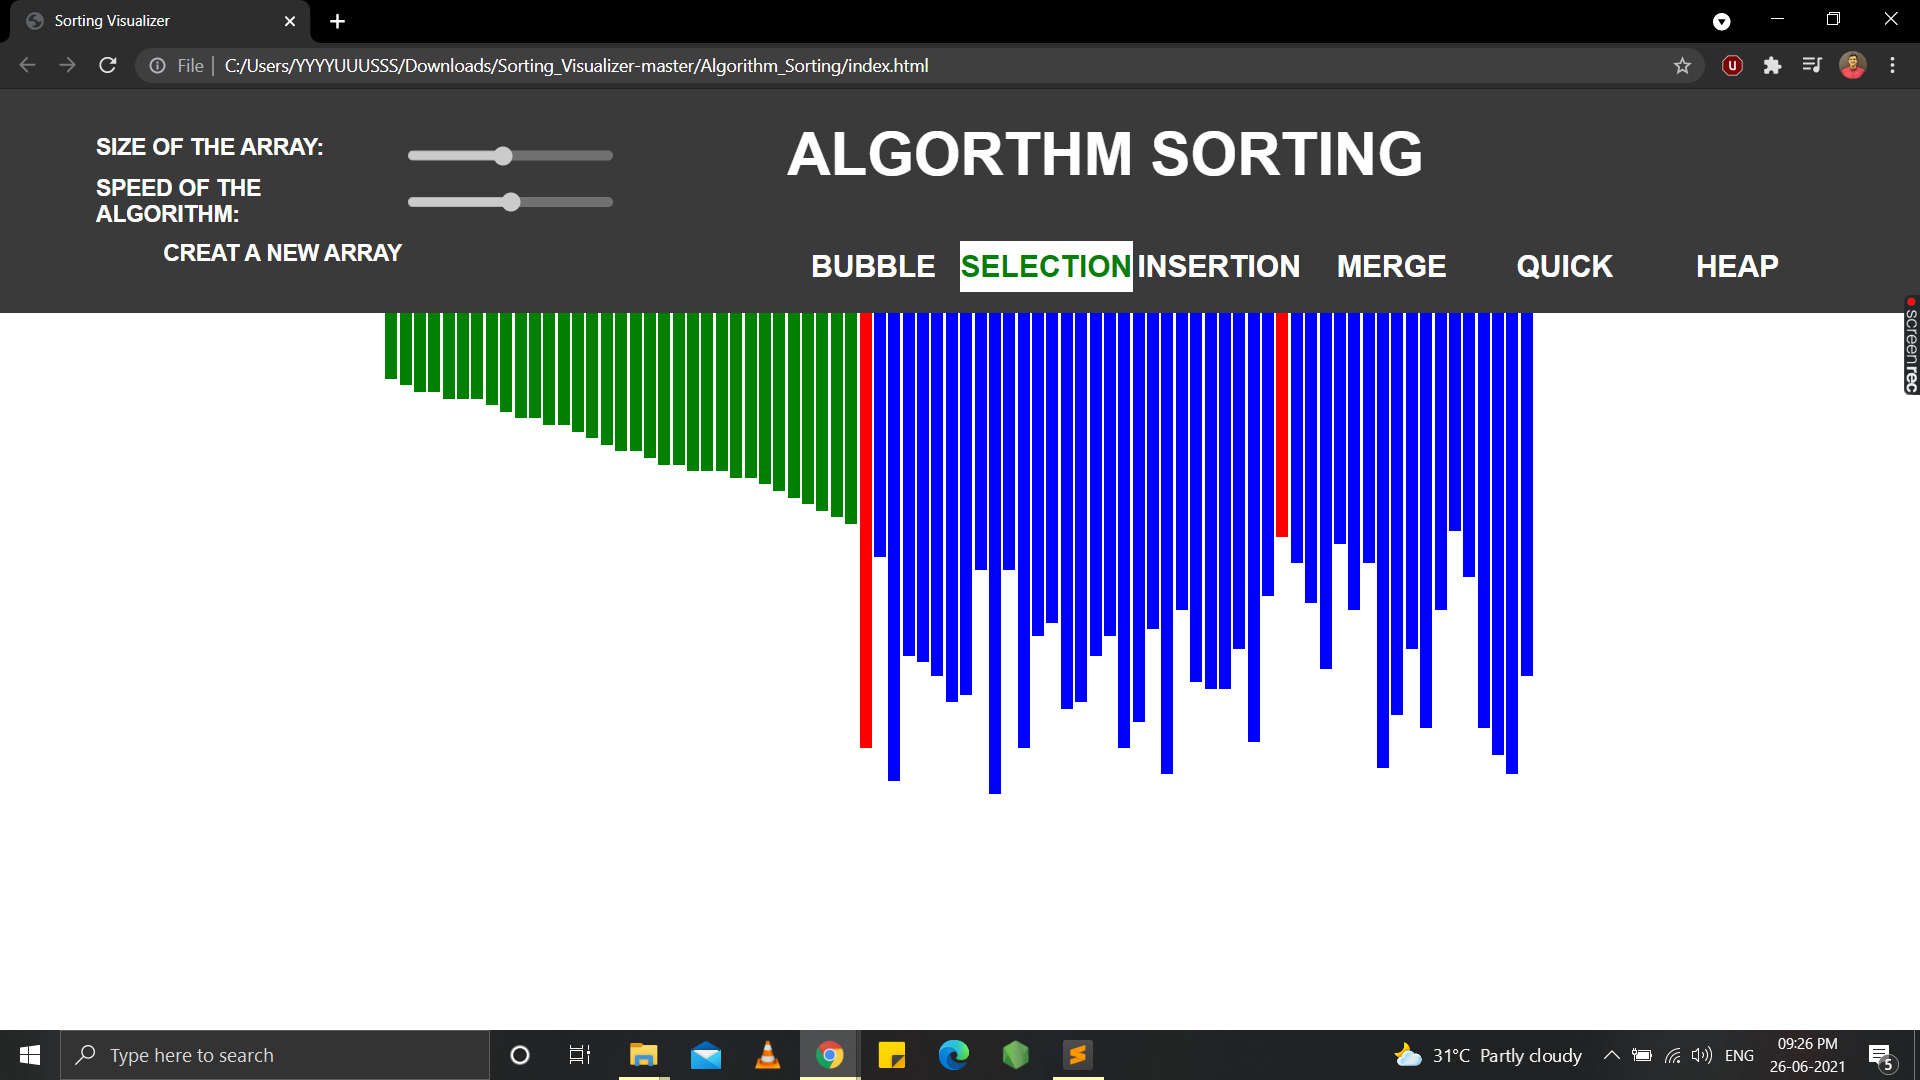 Sorting Visualizer
File
C:/Users/YYYYUUUSSS/Downloads/Sorting_Visualizer-master/Algorithm_Sorting/index.html
U
SIZE OF THE ARRAY:
SPEED OF THE
ALGORITHM:
CREAT A NEW ARRAY
ALGORTHM SORTING
BUBBLE
SELECTION
INSERTION
MERGE
QUICK
HEAP
screenrec
Type here to search
31°C Partly cloudy
ENG
09:26 PM
26-06-2021
5